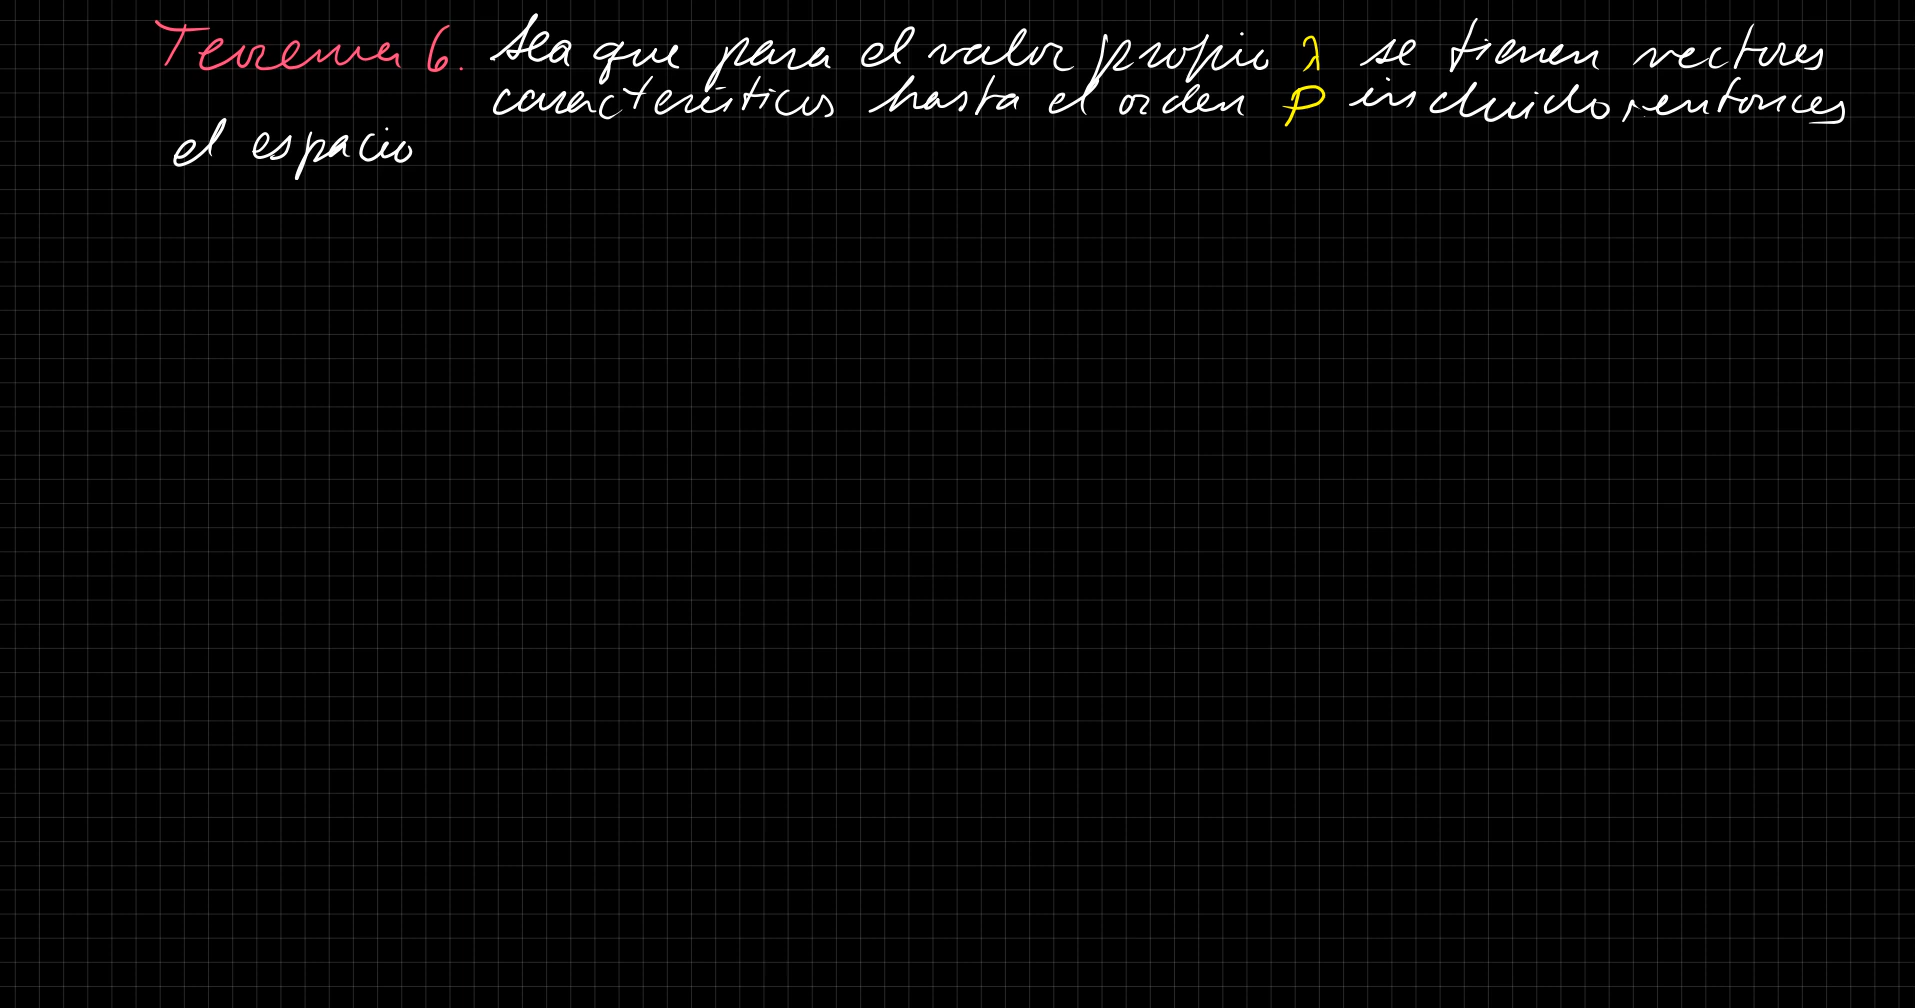 Teorema 6. Sea que para el valor propio λ se tienen vectores
característicos hasta el orden p incluido, entonces
el espacio